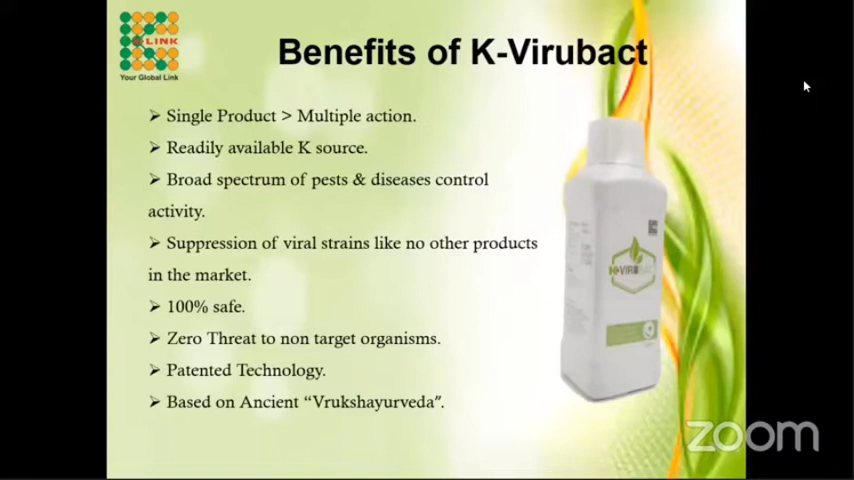 K LINK
Your Global Link
Benefits of K-Virubact
➢ Single Product > Multiple action.
➢ Readily available K source.
➢ Broad spectrum of pests & diseases control
activity.
➢ Suppression of viral strains like no other products
in the market.
➢ 100% safe.
➢ Zero Threat to non target organisms.
➢ Patented Technology.
➢ Based on Ancient “Vrukshayurveda”.
zoom